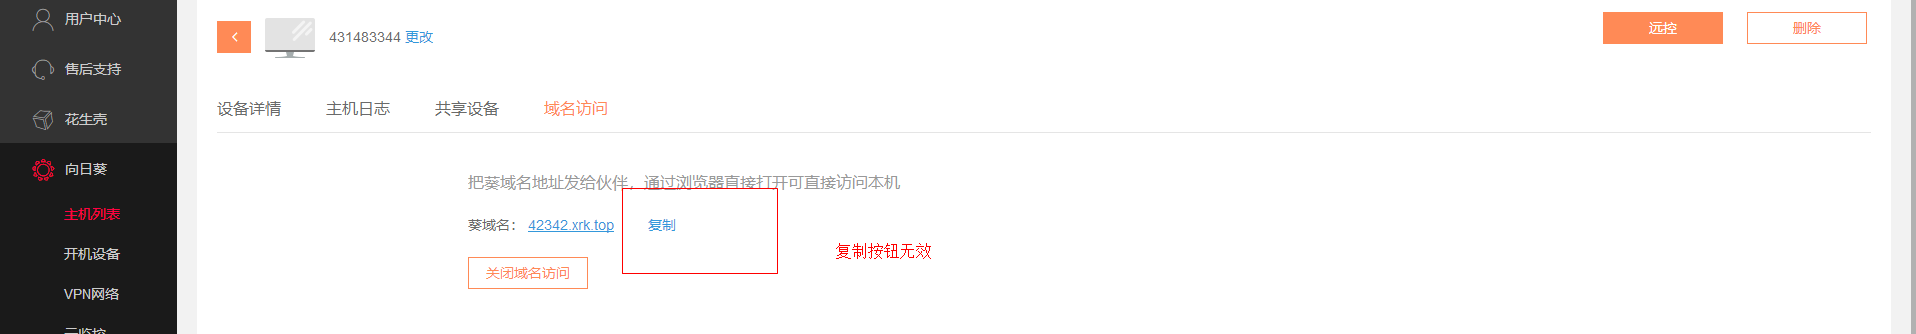 用户中心
售后支持
花生壳
向日葵
主机列表
开机设备
VPN网络
云监控
431483344 更改
远控
删除
设备详情
主机日志
共享设备
域名访问
把葵域名地址发给伙伴，通过浏览器直接打开可直接访问本机
葵域名： 42342.xrk.top 复制
复制按钮无效
关闭域名访问